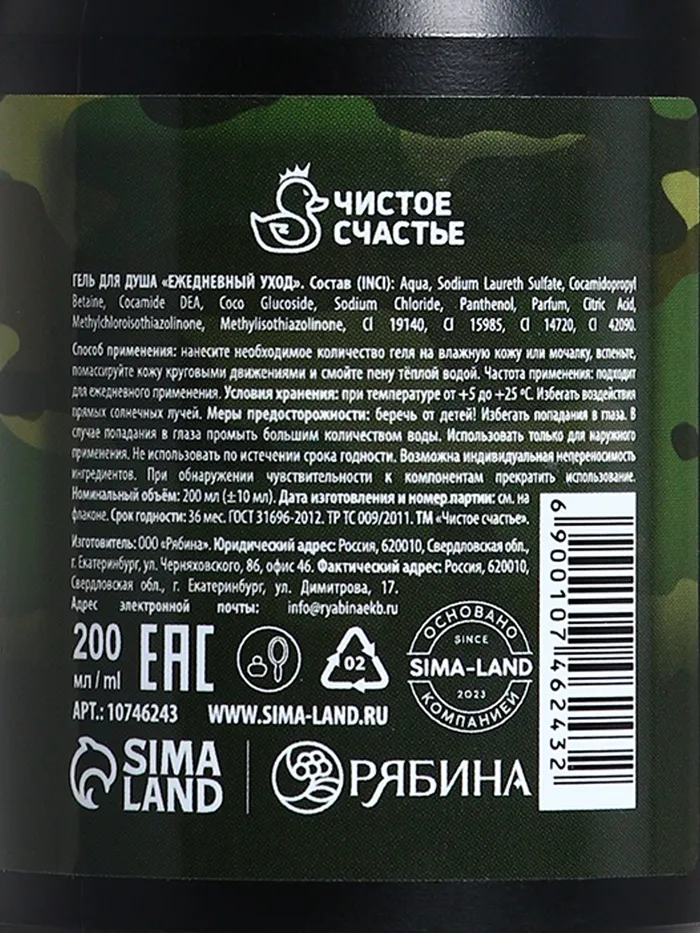 ЧИСТОЕ
СЧАСТЬЕ
ГЕЛЬ ДЛЯ ДУША «ЕЖЕДНЕВНЫЙ УХОД». Состав (INCI): Aqua, Sodium Laureth Sulfate, Cocamidopropyl
Betaine, Cocamide DEA, Coco Glucoside, Sodium Chloride, Panthenol, Parfum, Citric Acid,
Methylchloroisothiazolinone, Methylisothiazolinone, CI 19140, CI 15985, CI 14720, CI 42090.
Способ применения: нанесите необходимое количество геля на влажную кожу или мочалку, вспеньте,
помассируйте кожу круговыми движениями и смойте пену тёплой водой. Частота применения: подходит
для ежедневного применения. Условия хранения: при температуре от +5 до +25 °С. Избегать воздействия
прямых солнечных лучей. Меры предосторожности: беречь от детей! Избегать попадания в глаза. В
случае попадания в глаза промыть большим количеством воды. Использовать только для наружного
применения. Не использовать по истечении срока годности. Возможна индивидуальная непереносимость
ингредиентов. При обнаружении чувствительности к компонентам прекратить использование.
Номинальный объём: 200 мл (±10 мл). Дата изготовления и номер партии: см. на
флаконе. Срок годности: 36 мес. ГОСТ 31696-2012. ТР ТС 009/2011. ТМ «Чистое счастье».
Изготовитель: ООО «Рябина». Юридический адрес: Россия, 620010, Свердловская обл.,
г. Екатеринбург, ул. Черняховского, 86, офис 46. Фактический адрес: Россия, 620010,
Свердловская обл., г. Екатеринбург, ул. Димитрова, 17.
Адрес электронной почты: info@ryabinaekb.ru
200
мл / ml
EAC
02
ОСНОВАНО
SINCE
SIMA-LAND
2023
КОМПАНИЕЙ
АРТ.: 10746243 WWW.SIMA-LAND.RU
SIMA
LAND
РЯБИНА
6900107462432